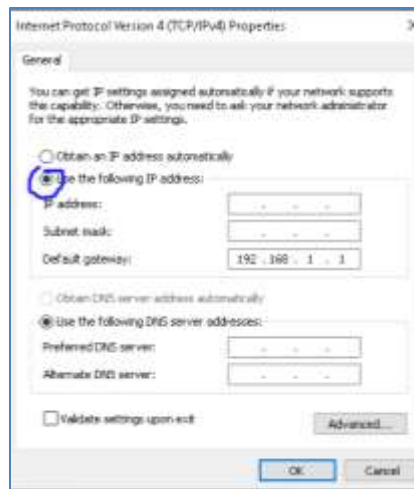 Internet Protocol Version 4 (TCP/IPv4) Properties
General
You can get IP settings assigned automatically if your network supports
this capability. Otherwise, you need to ask your network administrator
for the appropriate IP settings.
Obtain an IP address automatically
Use the following IP address:
IP address:
Subnet mask:
Default gateway: 192 . 168 . 1 . 1
Obtain DNS server address automatically
Use the following DNS server addresses:
Preferred DNS server:
Alternate DNS server:
Validate settings upon exit
Advanced...
OK Cancel